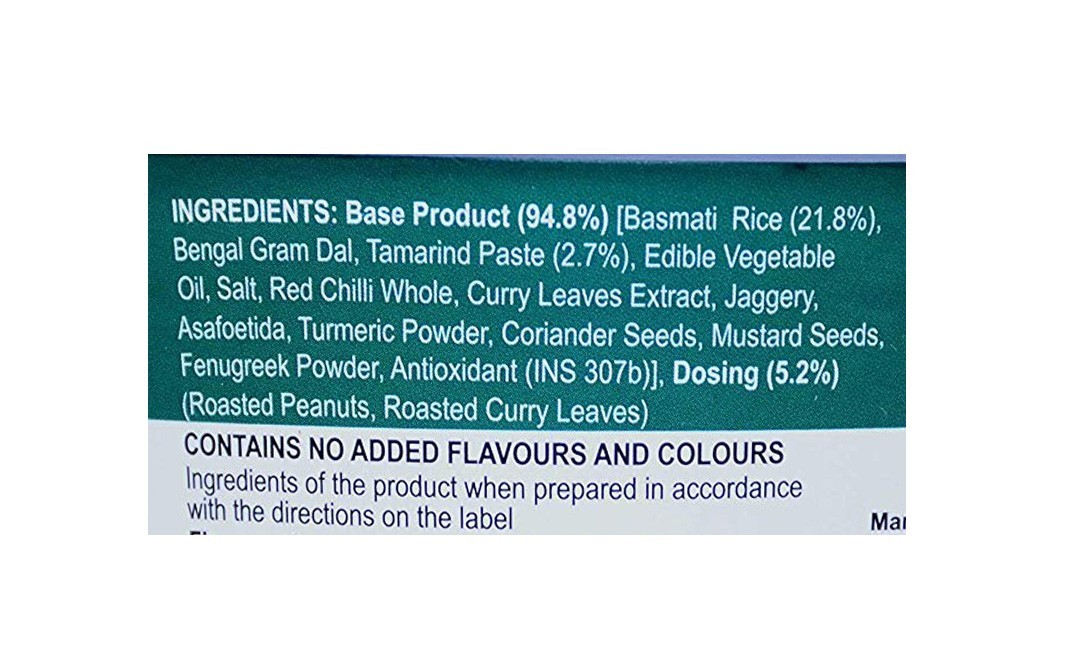 INGREDIENTS: Base Product (94.8%) [Basmati Rice (21.8%),
Bengal Gram Dal, Tamarind Paste (2.7%), Edible Vegetable
Oil, Salt, Red Chilli Whole, Curry Leaves Extract, Jaggery,
Asafoetida, Turmeric Powder, Coriander Seeds, Mustard Seeds,
Fenugreek Powder, Antioxidant (INS 307b)], Dosing (5.2%)
(Roasted Peanuts, Roasted Curry Leaves)
CONTAINS NO ADDED FLAVOURS AND COLOURS
Ingredients of the product when prepared in accordance
with the directions on the label